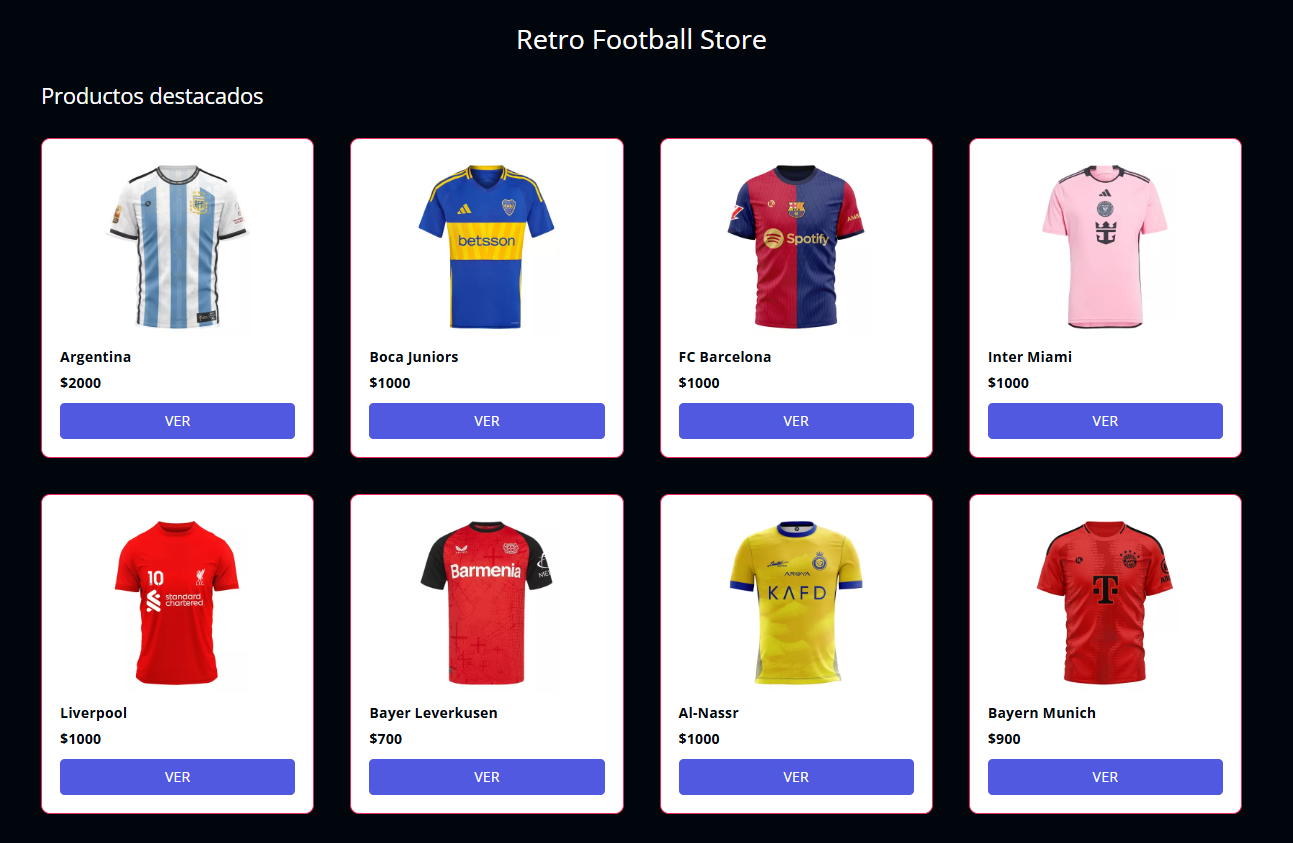 Retro Football Store
Productos destacados
Argentina
$2000
VER
betsson
Boca Juniors
$1000
VER
Spotify
FC Barcelona
$1000
VER
Inter Miami
$1000
VER
10
standard
chartered
Liverpool
$1000
VER
Barmenia
Bayer Leverkusen
$700
VER
AROYA
KAFD
Al-Nassr
$1000
VER
T
Bayern Munich
$900
VER